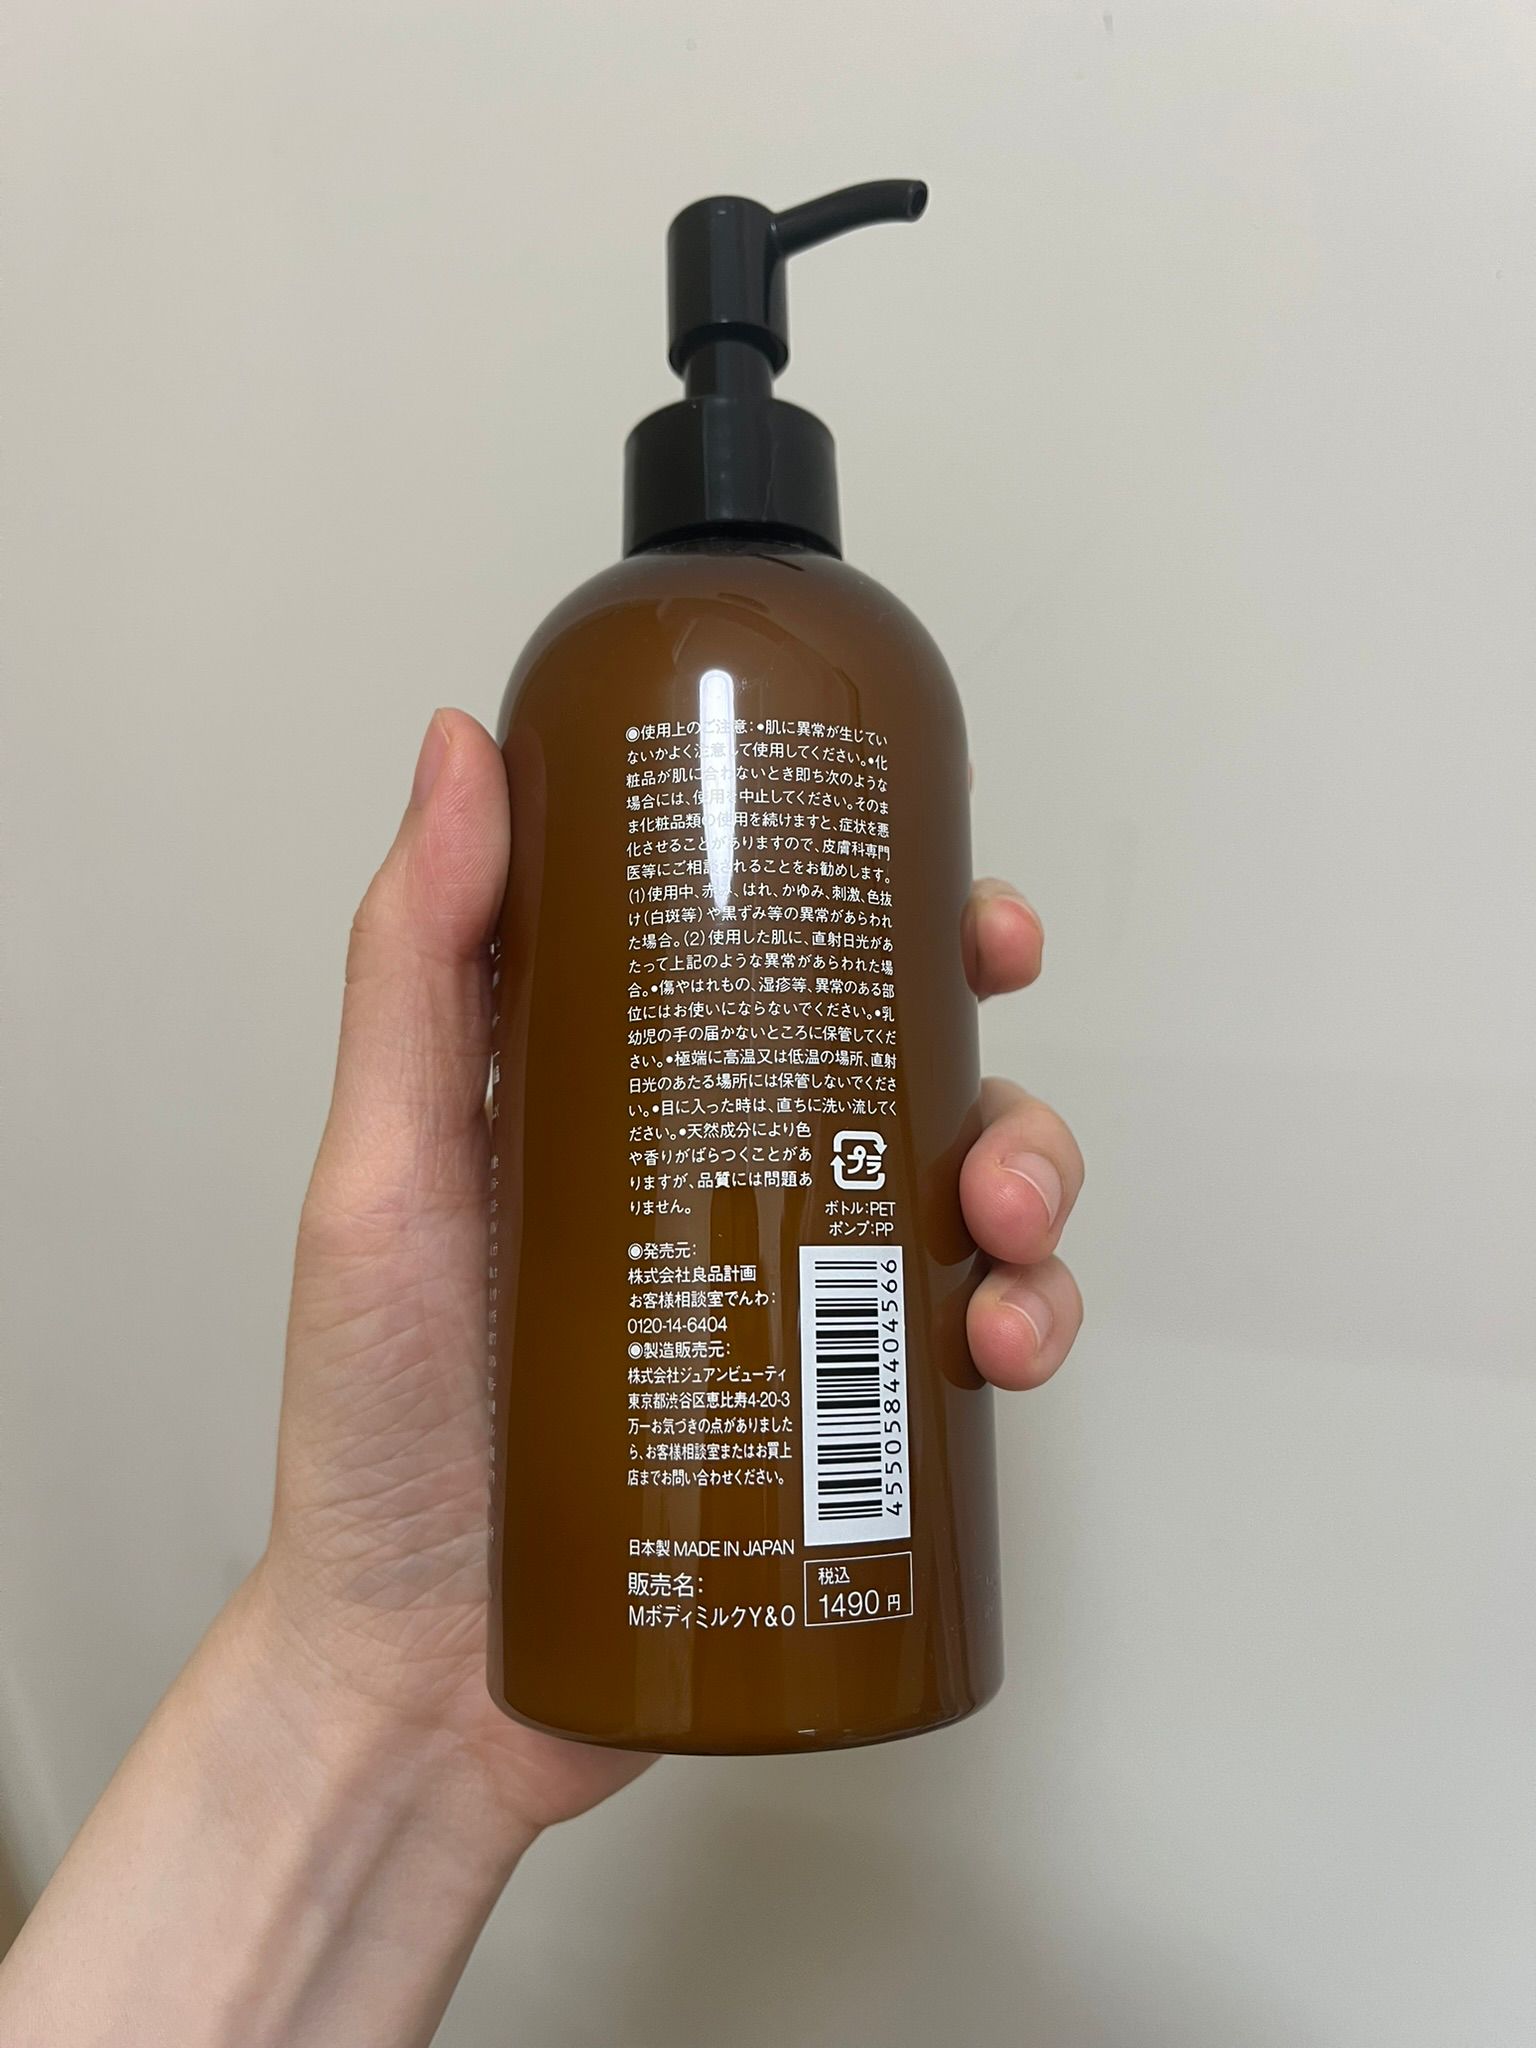 ◉使用上のご注意:●肌に異常が生じてい
ないかよく注意して使用してください。●化
粧品が肌に合わないとき即ち次のような
場合には、使用を中止してください。そのま
ま化粧品類の使用を続けますと、症状を悪
化させることがありますので、皮膚科専門
医等にご相談されることをお勧めします。
(1)使用中、赤み、はれ、かゆみ、刺激、色抜
け(白斑等)や黒ずみ等の異常があらわれ
た場合。(2)使用した肌に、直射日光があ
たって上記のような異常があらわれた場
合。●傷やはれもの、湿疹等、異常のある部
位にはお使いにならないでください。●乳
幼児の手の届かないところに保管してくだ
さい。●極端に高温又は低温の場所、直射
日光のあたる場所には保管しないでくださ
い。●目に入った時は、直ちに洗い流してく
ださい。●天然成分により色
や香りがばらつくことがあ
りますが、品質には問題あ
りません。
プラ
ボトル:PET
ポンプ:PP
◉発売元:
株式会社良品計画
お客様相談室でんわ:
0120-14-6404
◉製造販売元:
株式会社ジュアンビューティ
東京都渋谷区恵比寿4-20-3
万一お気づきの点がありました
ら、お客様相談室またはお買上
店までお問い合わせください。
4550584404566
日本製 MADE IN JAPAN
販売名:
MボディミルクY&O
税込
1490円